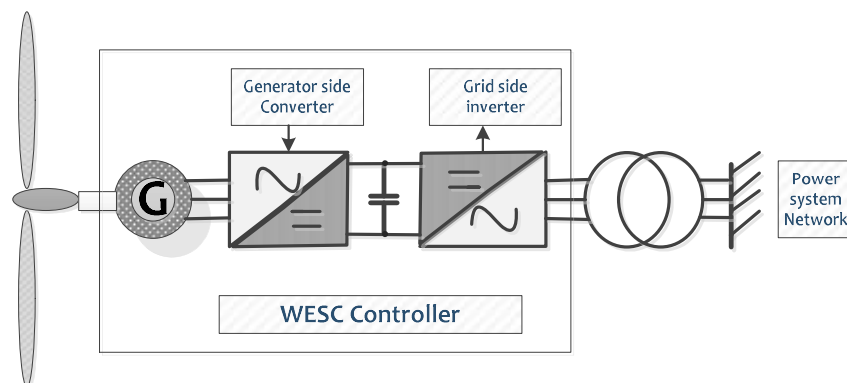 Generator side
Converter
Grid side
inverter
G
Power
system
Network
WESC Controller